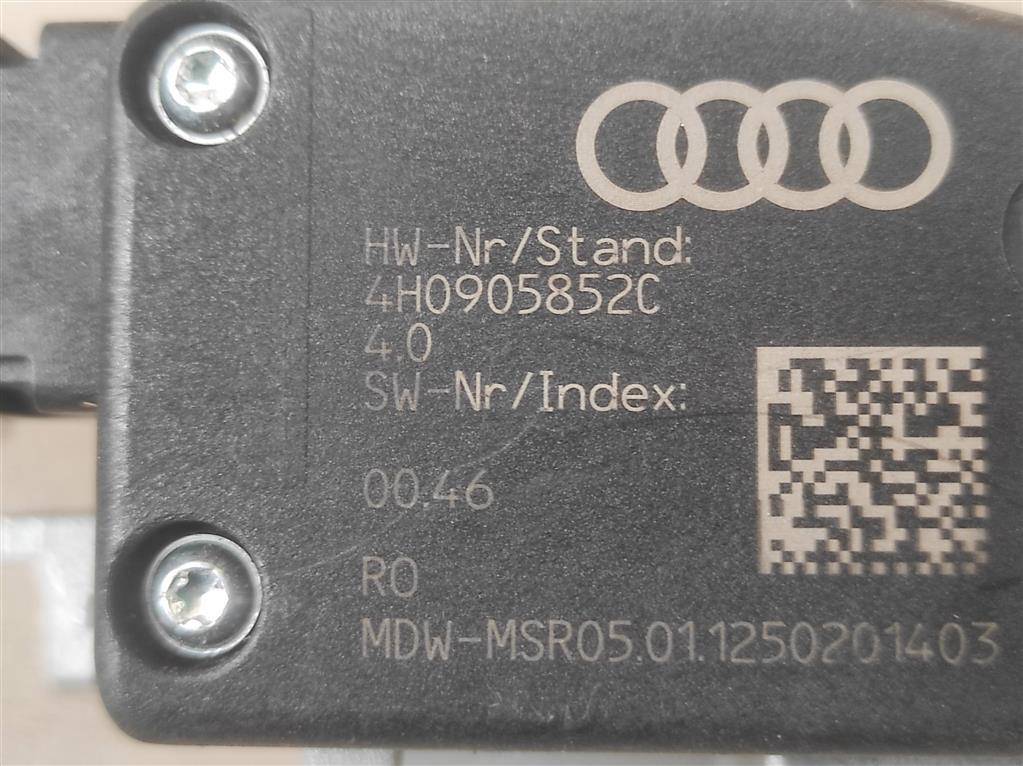 HW-Nr/Stand:
4H0905852C
4.0
SW-Nr/Index:
00.46
RO
MDW-MSR05.01.1250201403